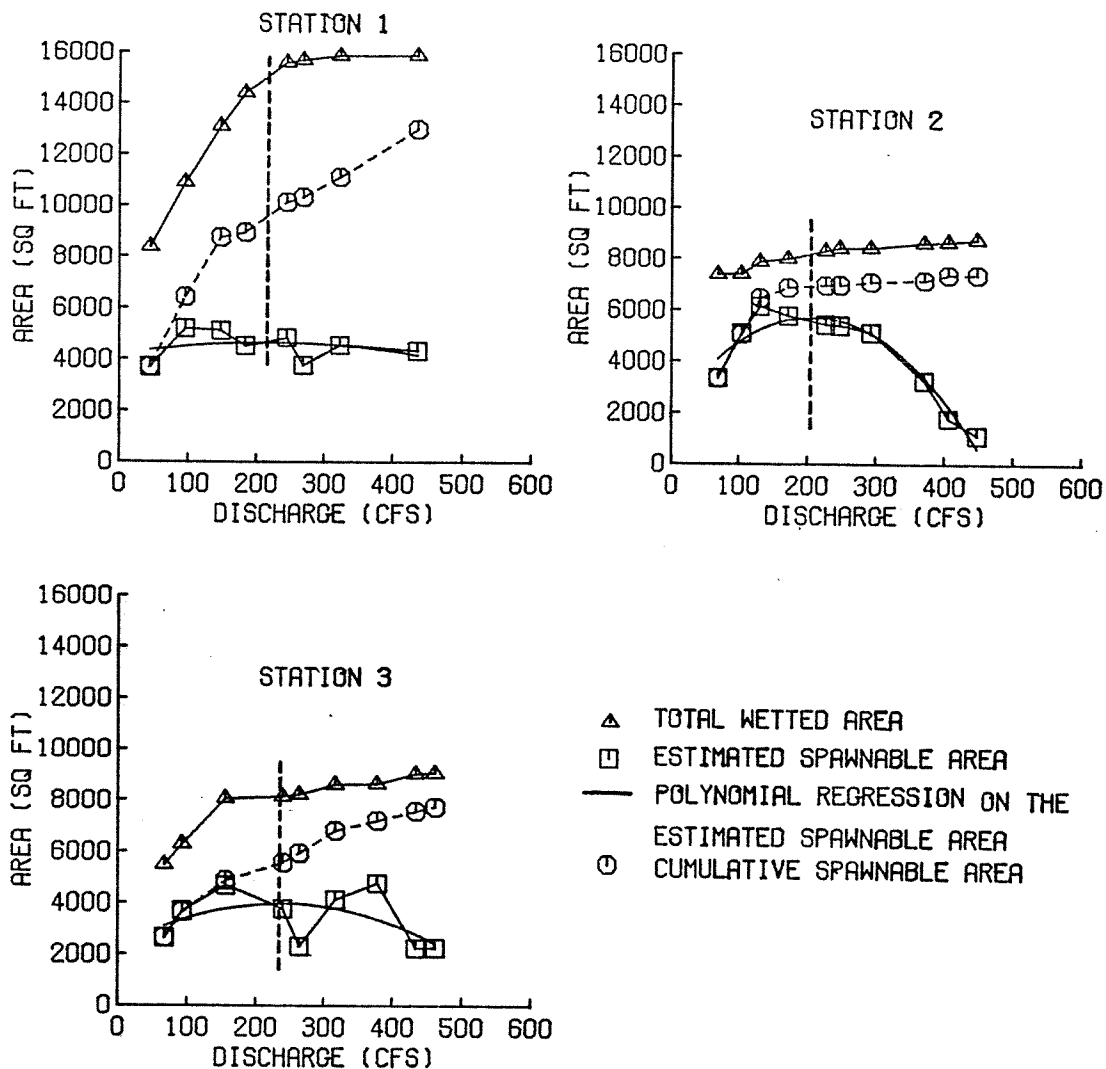 STATION 1
16000
14000
12000
10000
8000
6000
4000
2000
0
AREA (SQ FT)
0 100 200 300 400 500 600
DISCHARGE (CFS)
STATION 2
16000
14000
12000
10000
8000
6000
4000
2000
0
AREA (SQ FT)
0 100 200 300 400 500 600
DISCHARGE (CFS)
STATION 3
16000
14000
12000
10000
8000
6000
4000
2000
0
AREA (SQ FT)
0 100 200 300 400 500 600
DISCHARGE (CFS)
TOTAL WETTED AREA
ESTIMATED SPAWNABLE AREA
POLYNOMIAL REGRESSION ON THE
ESTIMATED SPAWNABLE AREA
CUMULATIVE SPAWNABLE AREA